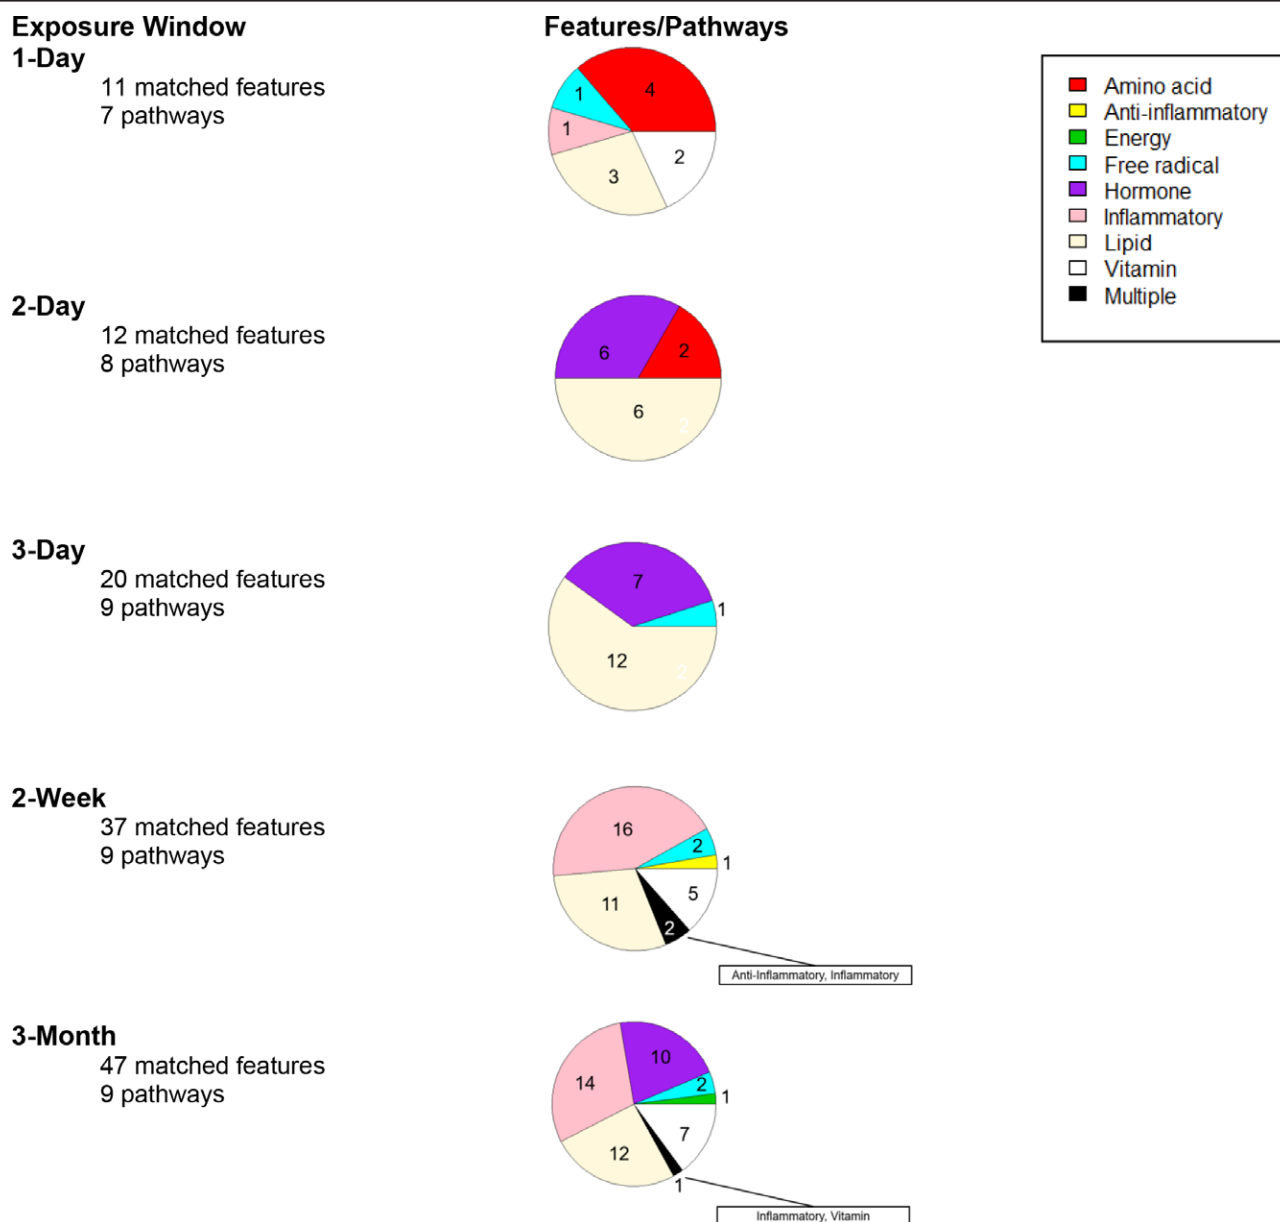 Exposure Window
Features/Pathways
1-Day
11 matched features
7 pathways
4
1
1
3
2
Amino acid
Anti-inflammatory
Energy
Free radical
Hormone
Inflammatory
Lipid
Vitamin
Multiple
2-Day
12 matched features
8 pathways
6
2
6
2
3-Day
20 matched features
9 pathways
7
1
12
2
2-Week
37 matched features
9 pathways
16
2
1
5
11
2
Anti-Inflammatory, Inflammatory
3-Month
47 matched features
9 pathways
10
14
2
1
7
12
1
Inflammatory, Vitamin